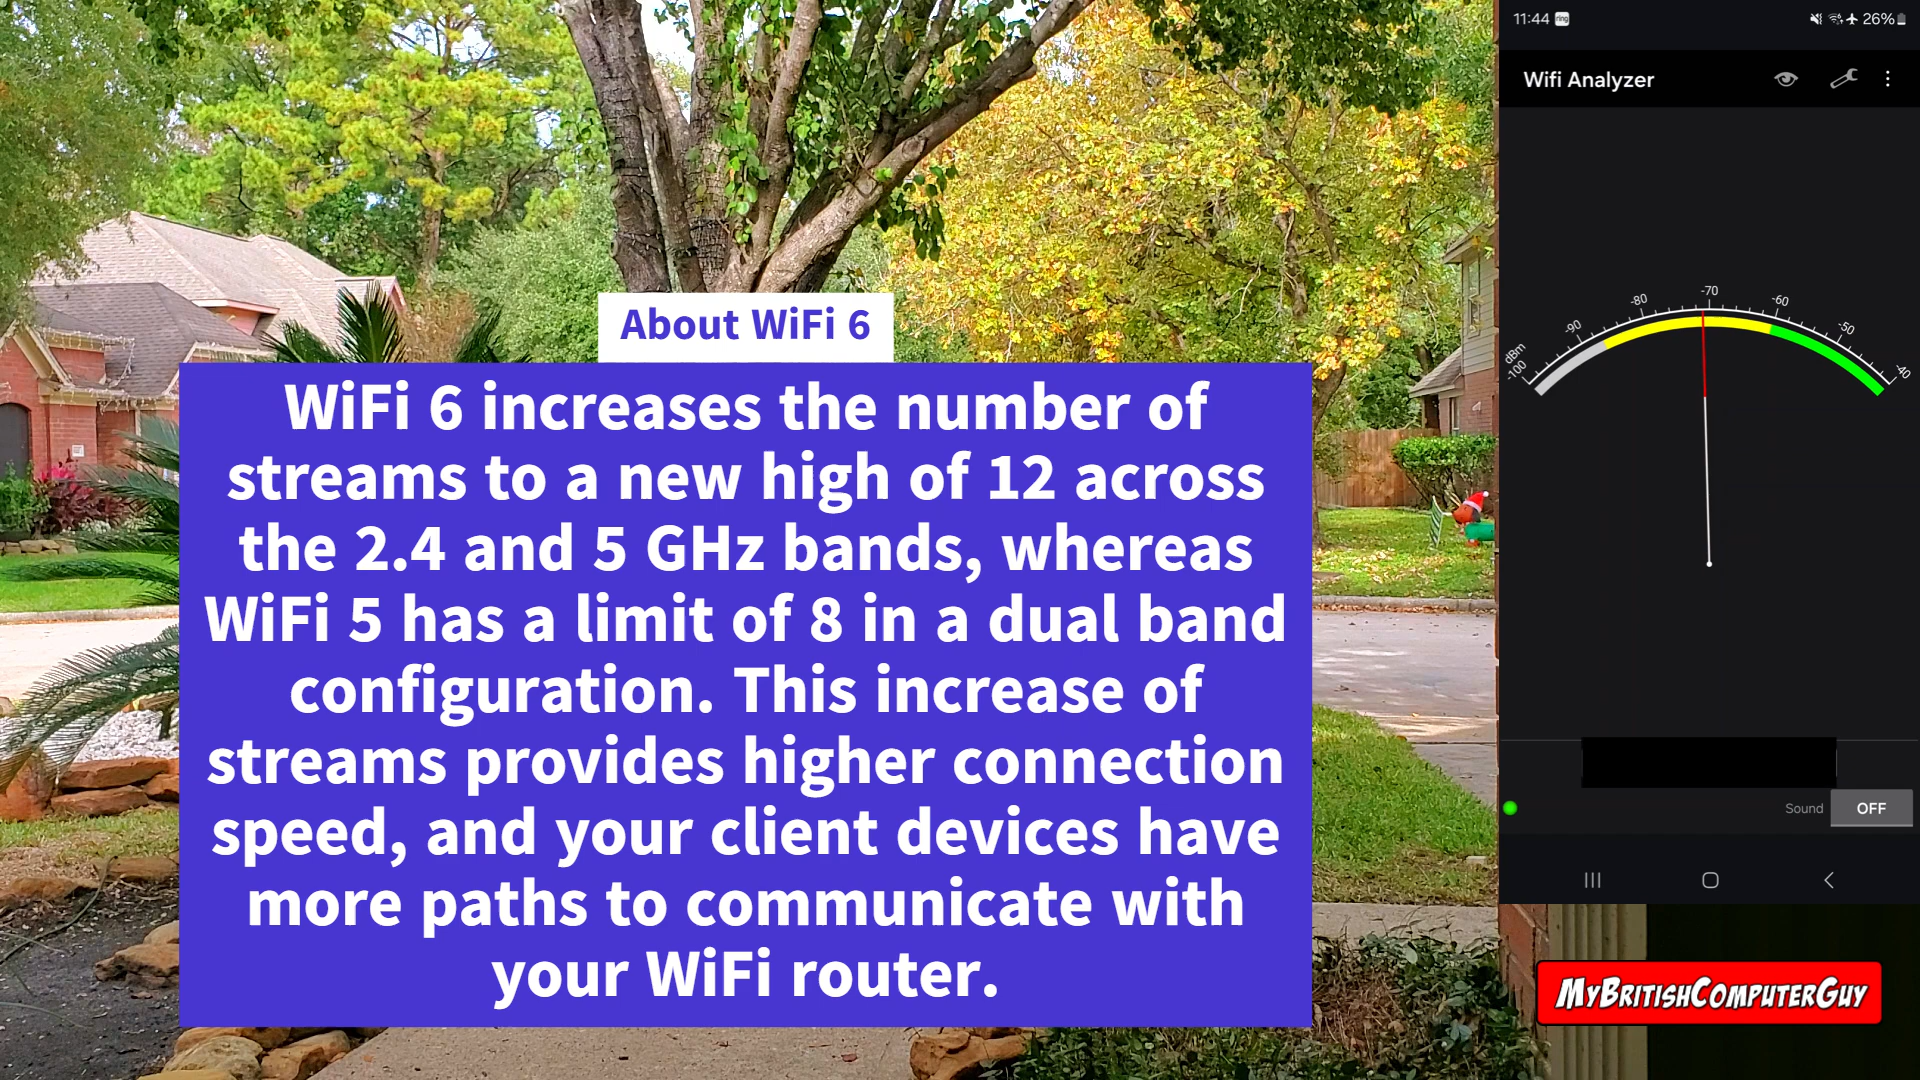 11:44 ring 26%
Wifi Analyzer
dBm
-100 -90 -80 -70 -60 -50 -40
Sound OFF
About WiFi 6
WiFi 6 increases the number of
streams to a new high of 12 across
the 2.4 and 5 GHz bands, whereas
WiFi 5 has a limit of 8 in a dual band
configuration. This increase of
streams provides higher connection
speed, and your client devices have
more paths to communicate with
your WiFi router.
MyBritishComputerGuy